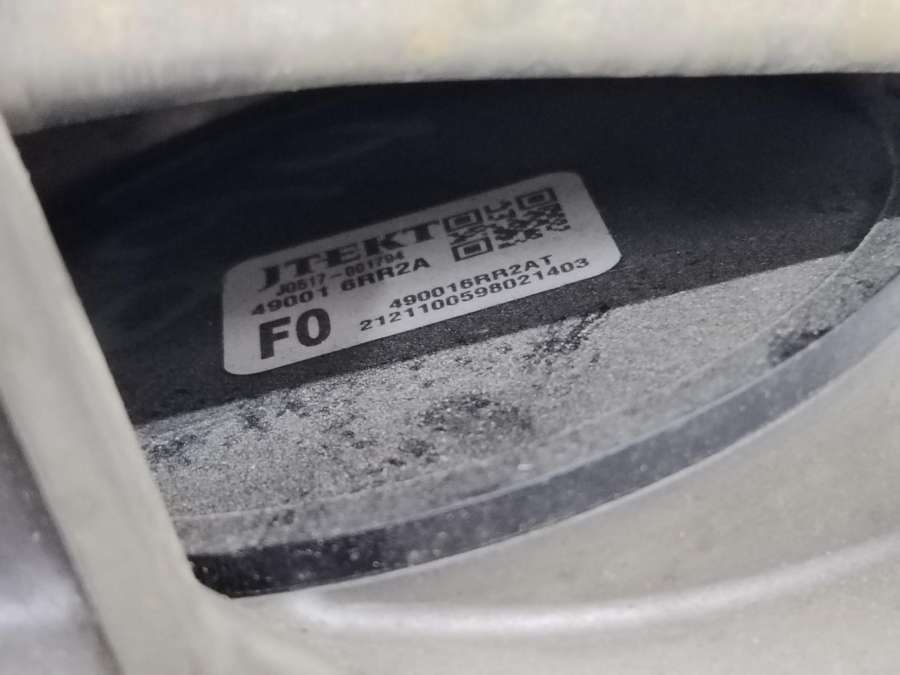 JTEKT
J0517-001794
49001 6RR2A
F0
490016RR2AT
2121100598021403